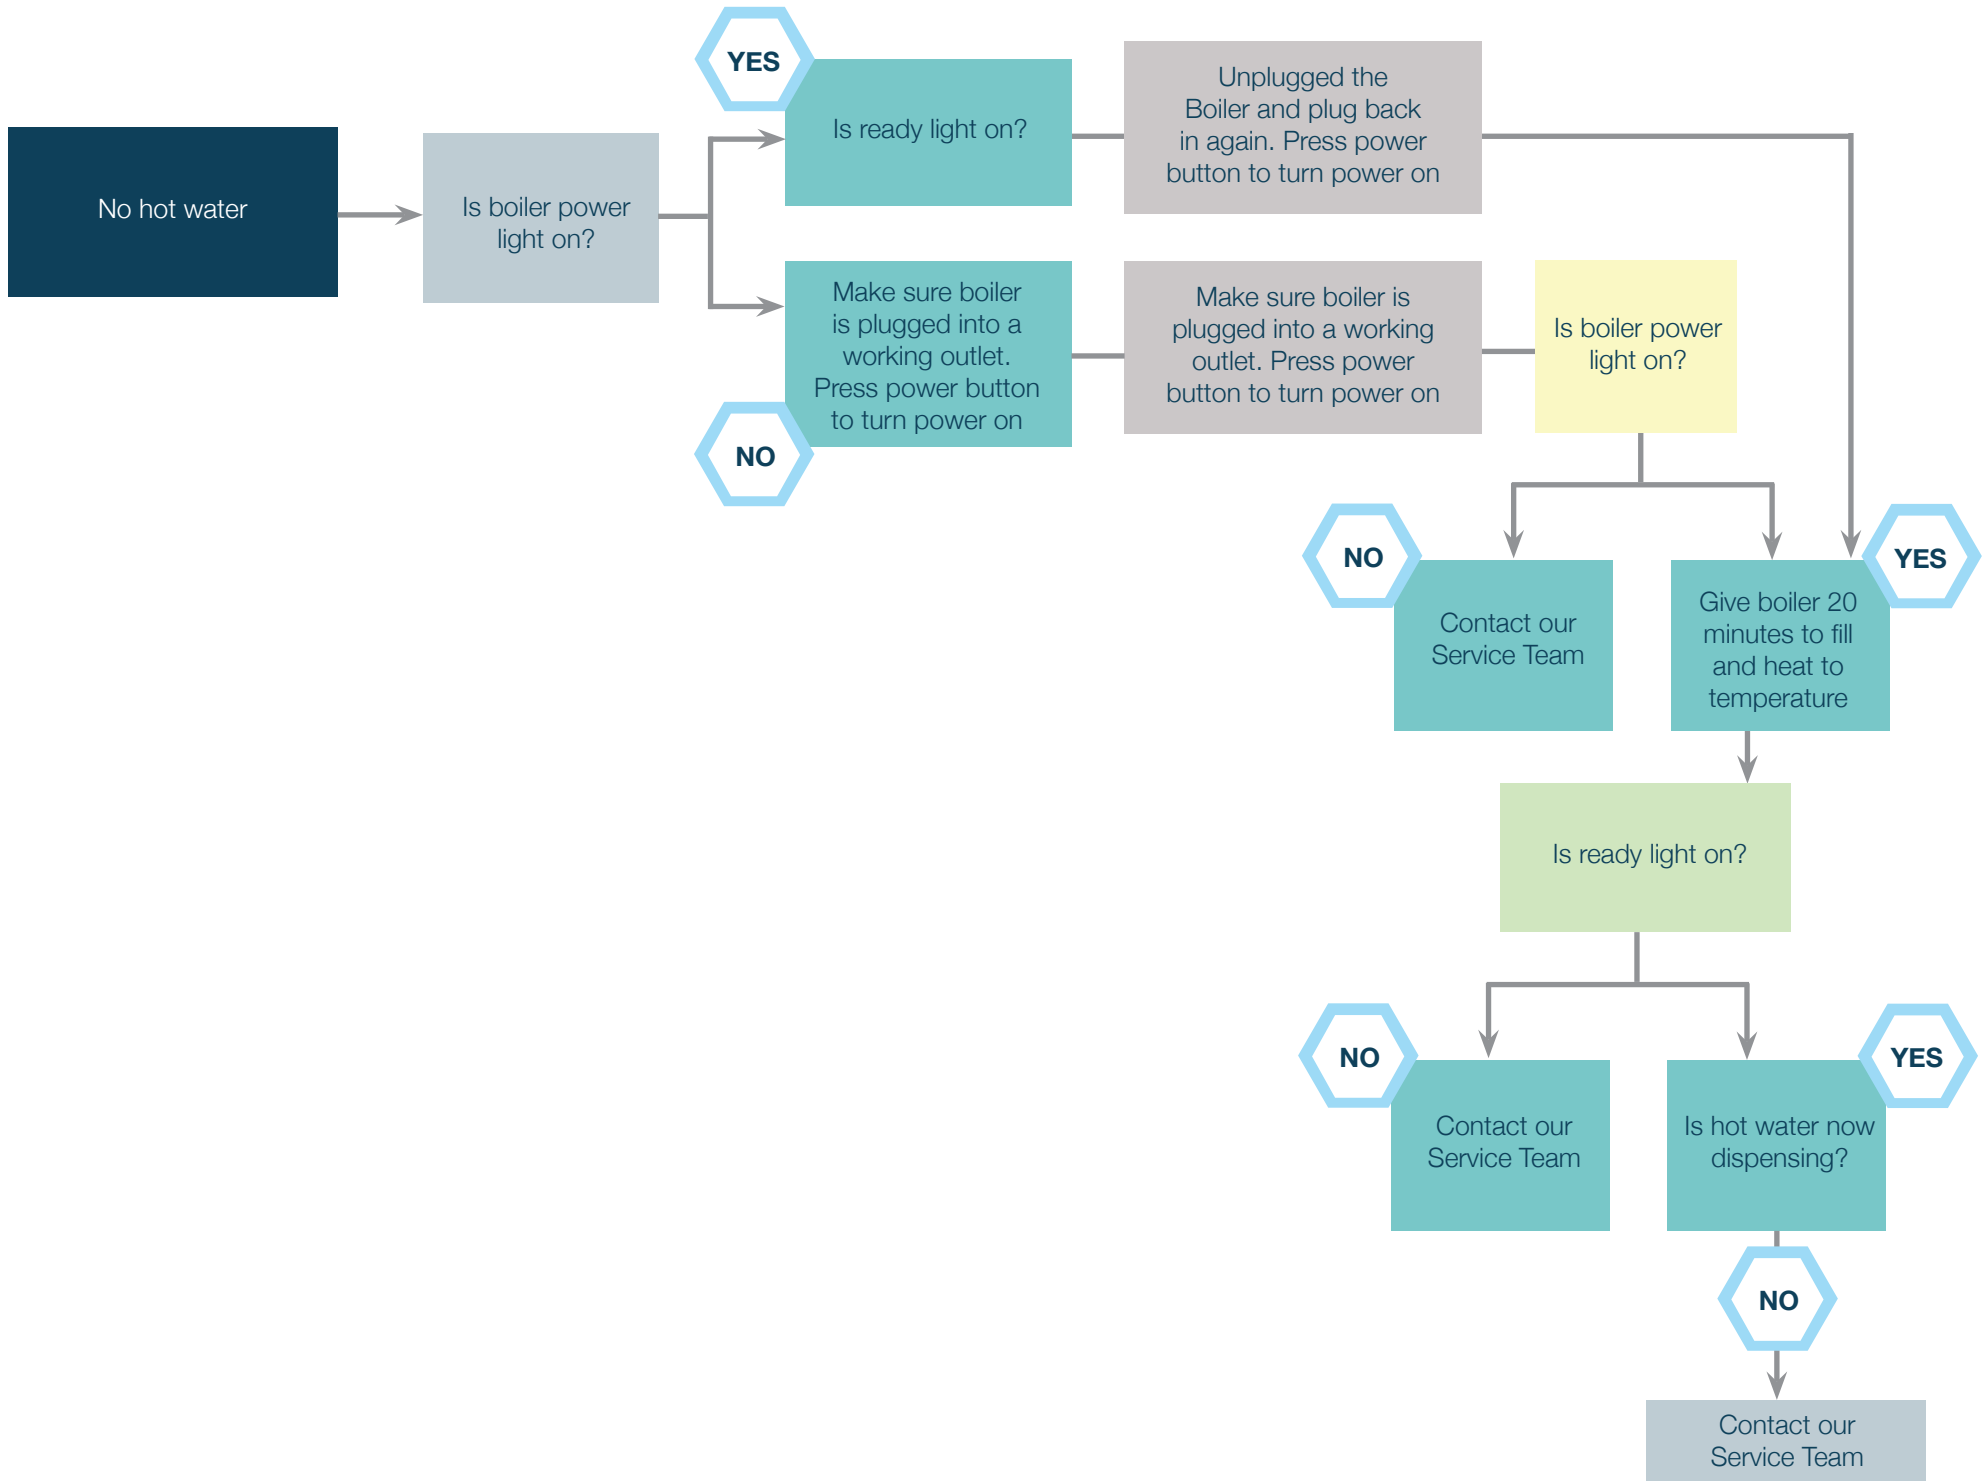 No hot water
Is boiler power
light on?
YES
Is ready light on?
Unplugged the
Boiler and plug back
in again. Press power
button to turn power on
NO
Make sure boiler
is plugged into a
working outlet.
Press power button
to turn power on
Make sure boiler is
plugged into a working
outlet. Press power
button to turn power on
Is boiler power
light on?
NO
Contact our
Service Team
YES
Give boiler 20
minutes to fill
and heat to
temperature
Is ready light on?
NO
Contact our
Service Team
YES
Is hot water now
dispensing?
NO
Contact our
Service Team